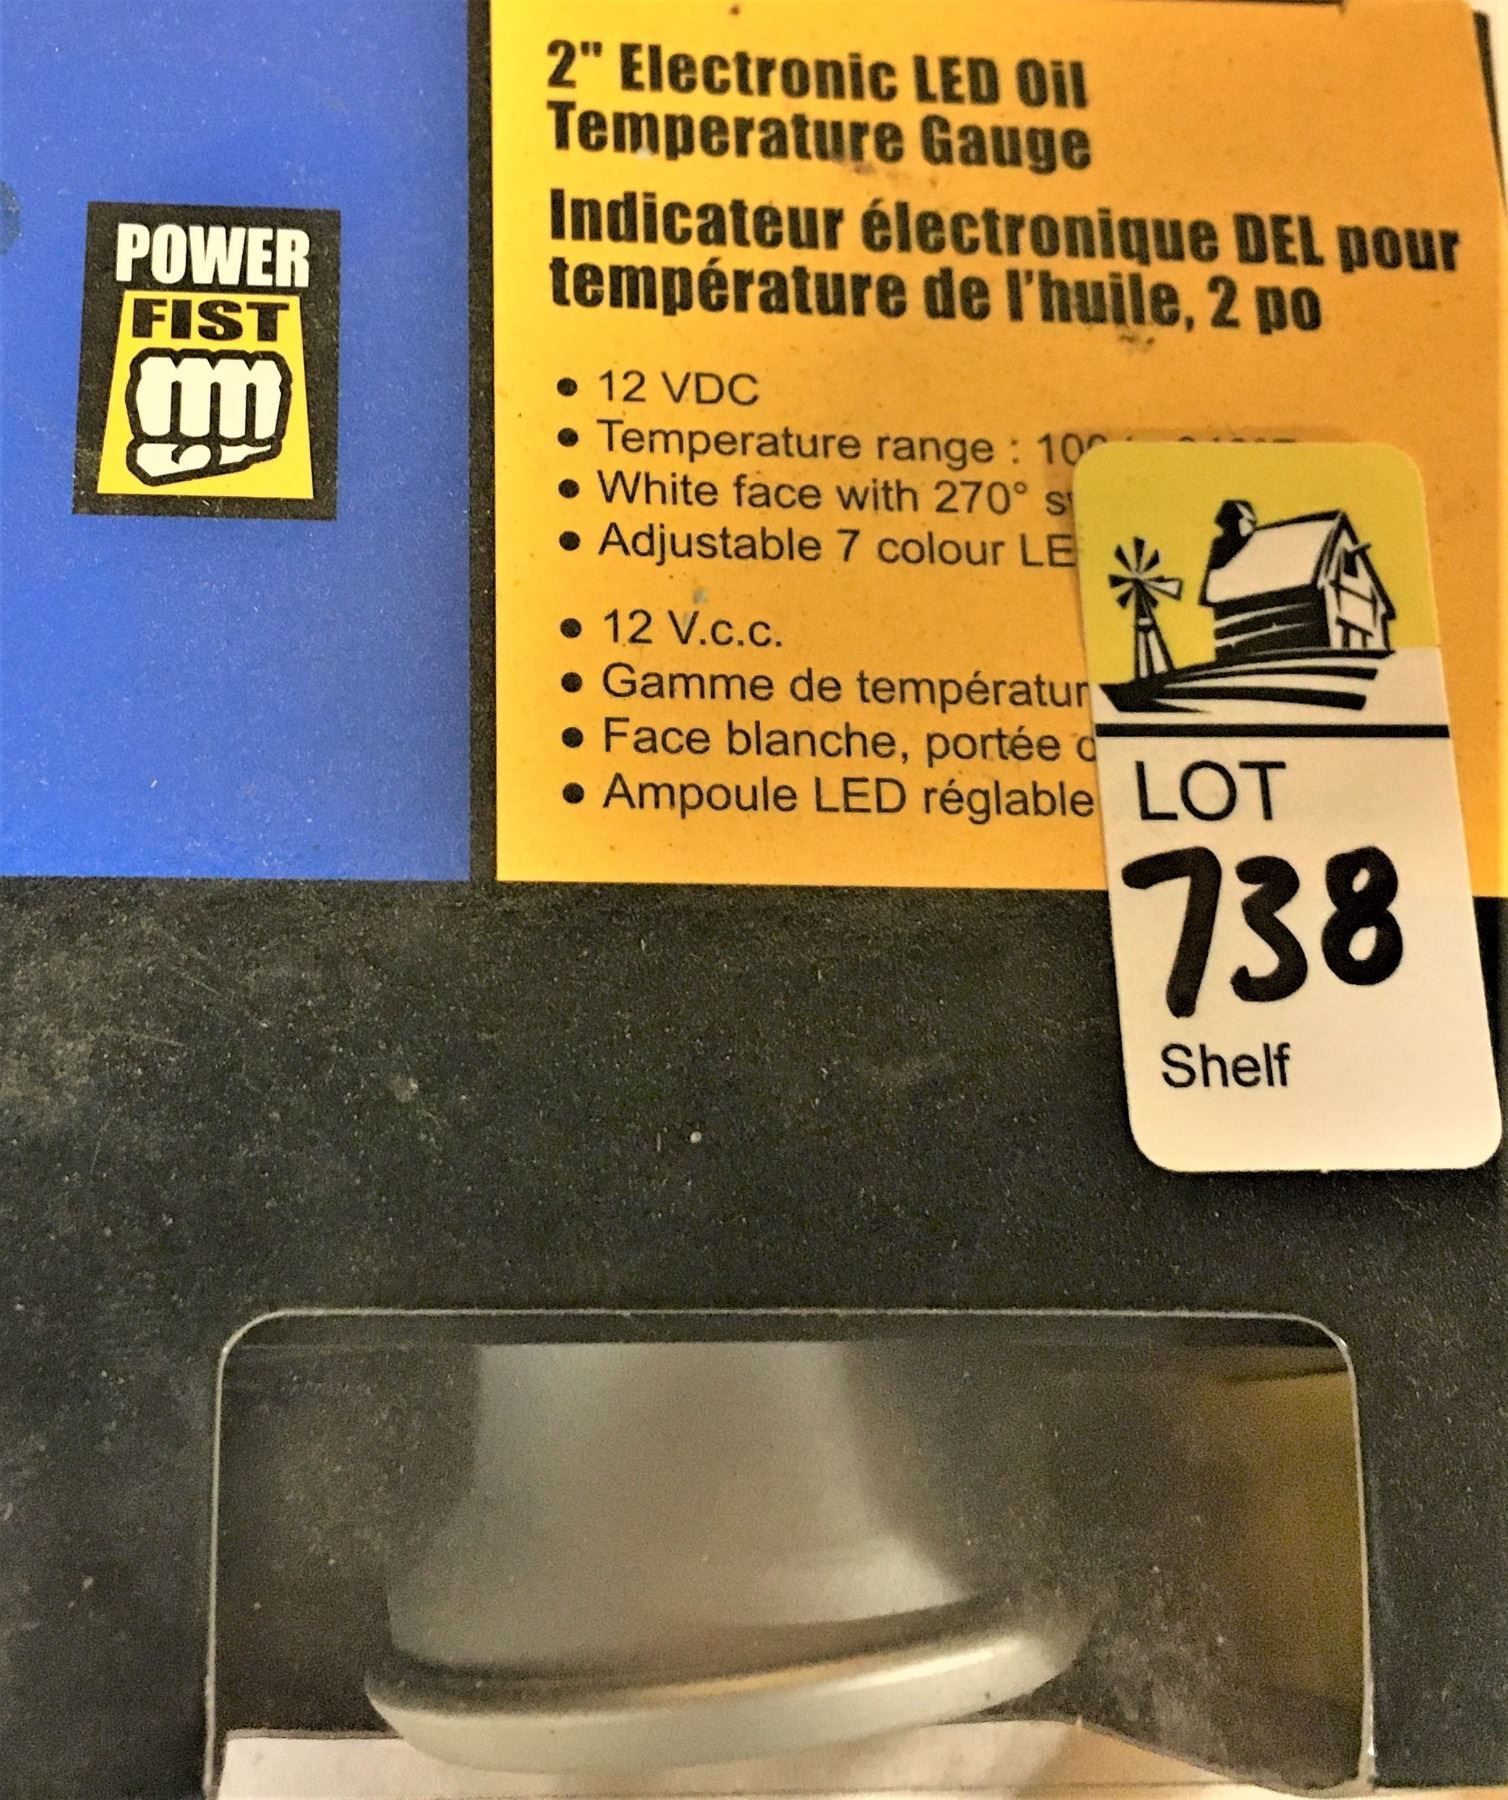 POWER
FIST
2" Electronic LED Oil
Temperature Gauge
Indicateur électronique DEL pour
température de l'huile, 2 po
• 12 VDC
• Temperature range : 100
• White face with 270°
• Adjustable 7 colour LE
• 12 V.c.c.
• Gamme de températur
• Face blanche, portée
• Ampoule LED réglable
LOT
738
Shelf